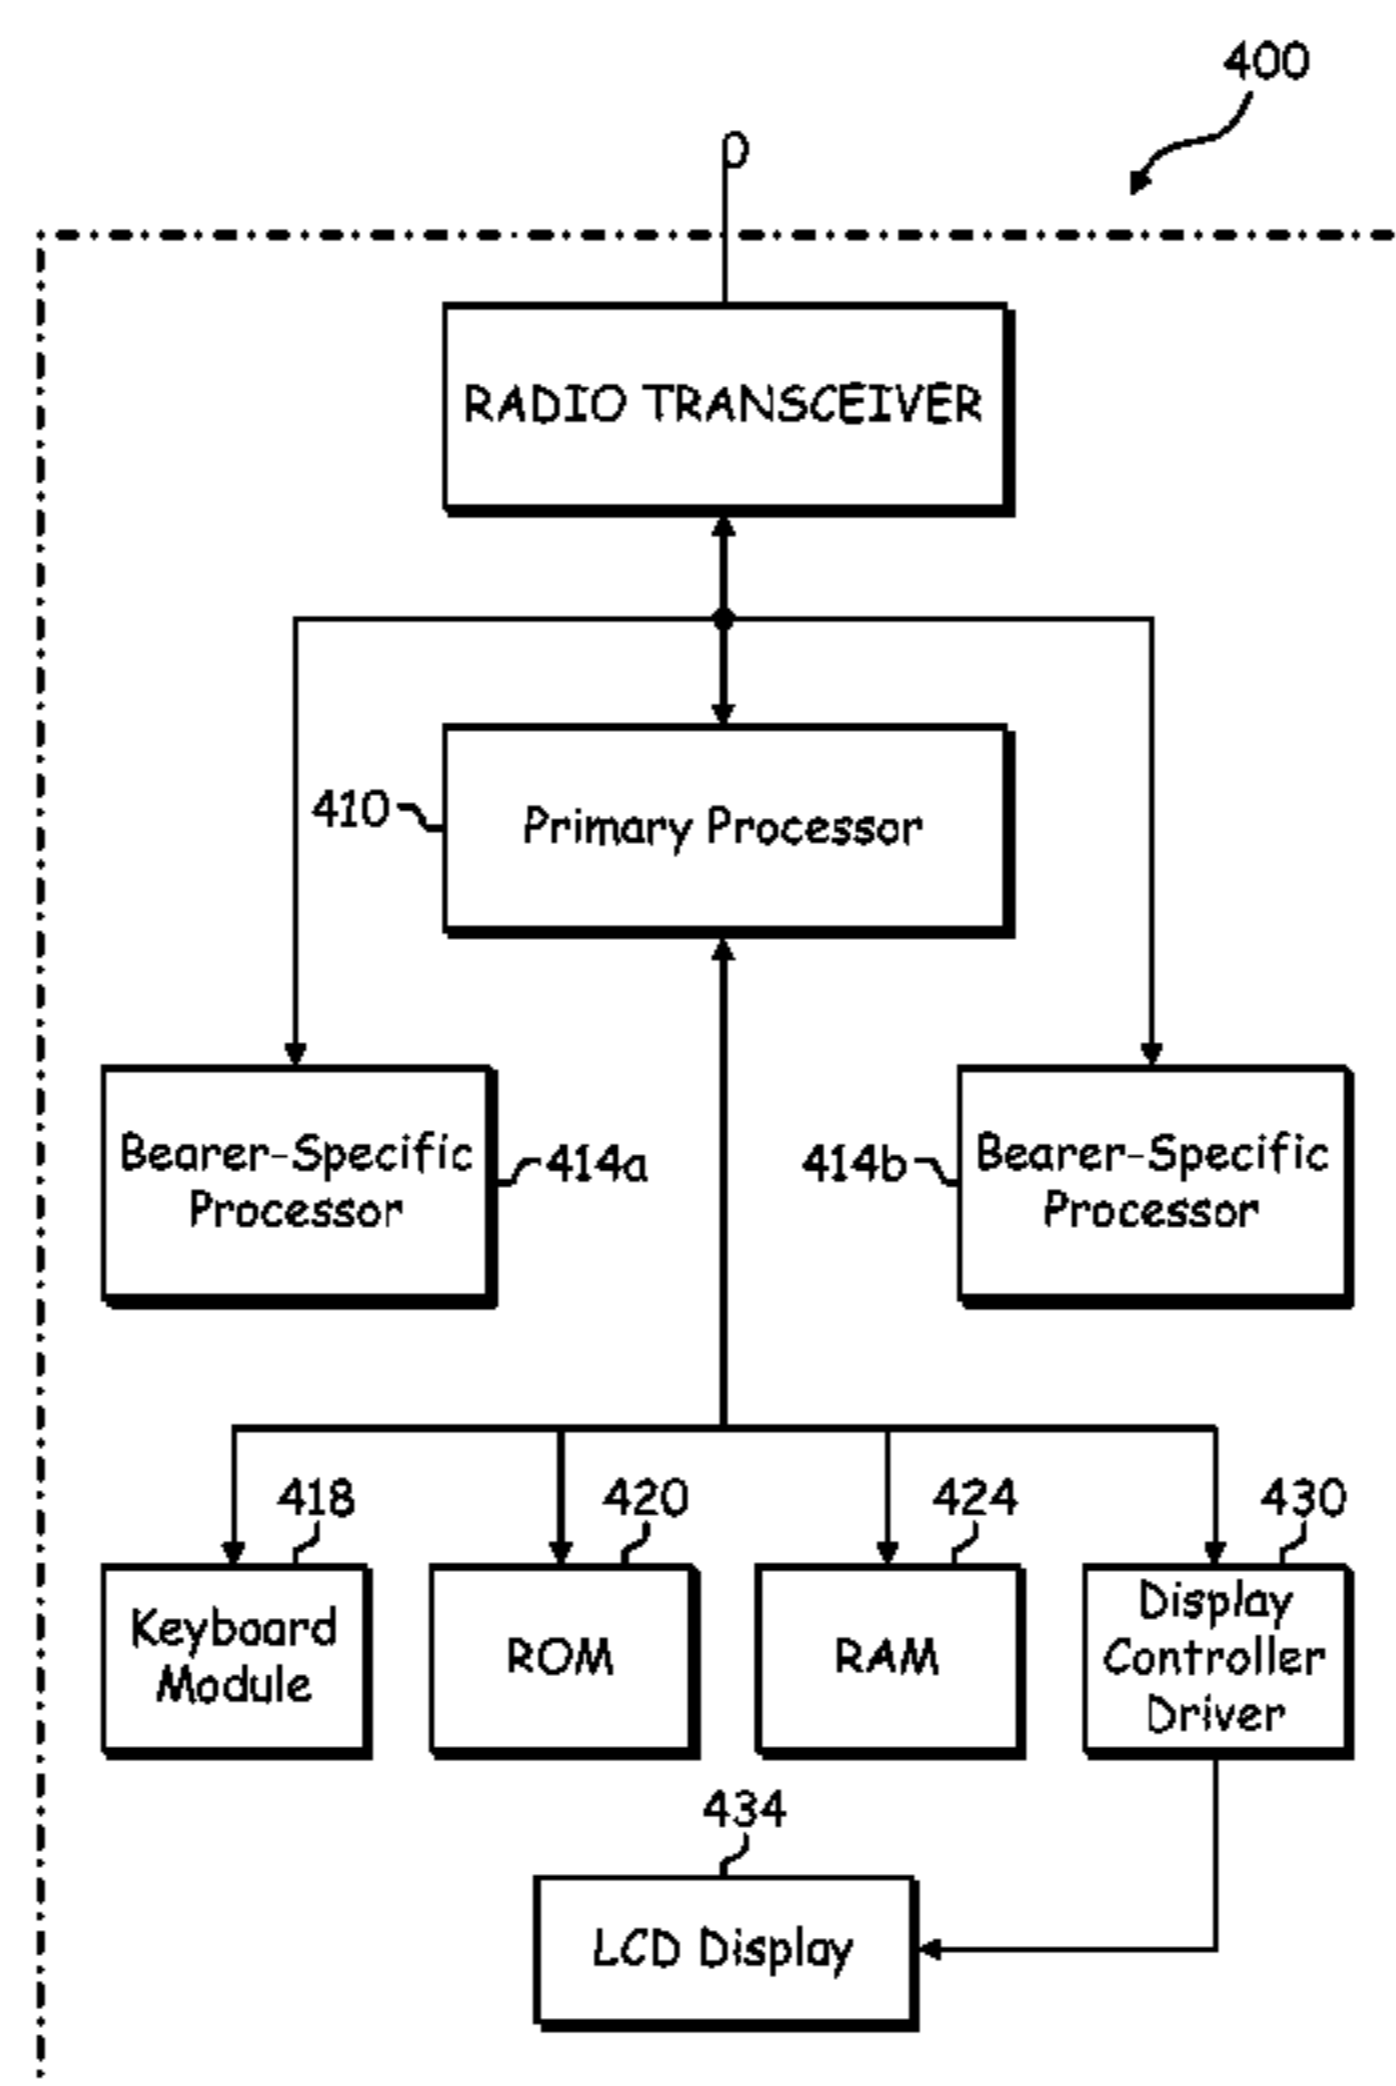 400
RADIO TRANSCEIVER
410
Primary Processor
Bearer-Specific
Processor
414a
414b
Bearer-Specific
Processor
418
420
424
430
Keyboard
Module
ROM
RAM
Display
Controller
Driver
434
LCD Display